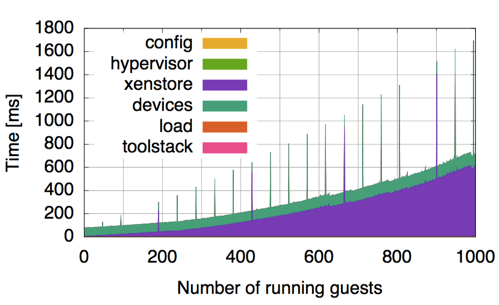 1800
1600
1400
1200
1000
800
600
400
200
0
Time [ms]
config
hypervisor
xenstore
devices
load
toolstack
0 200 400 600 800 1000
Number of running guests